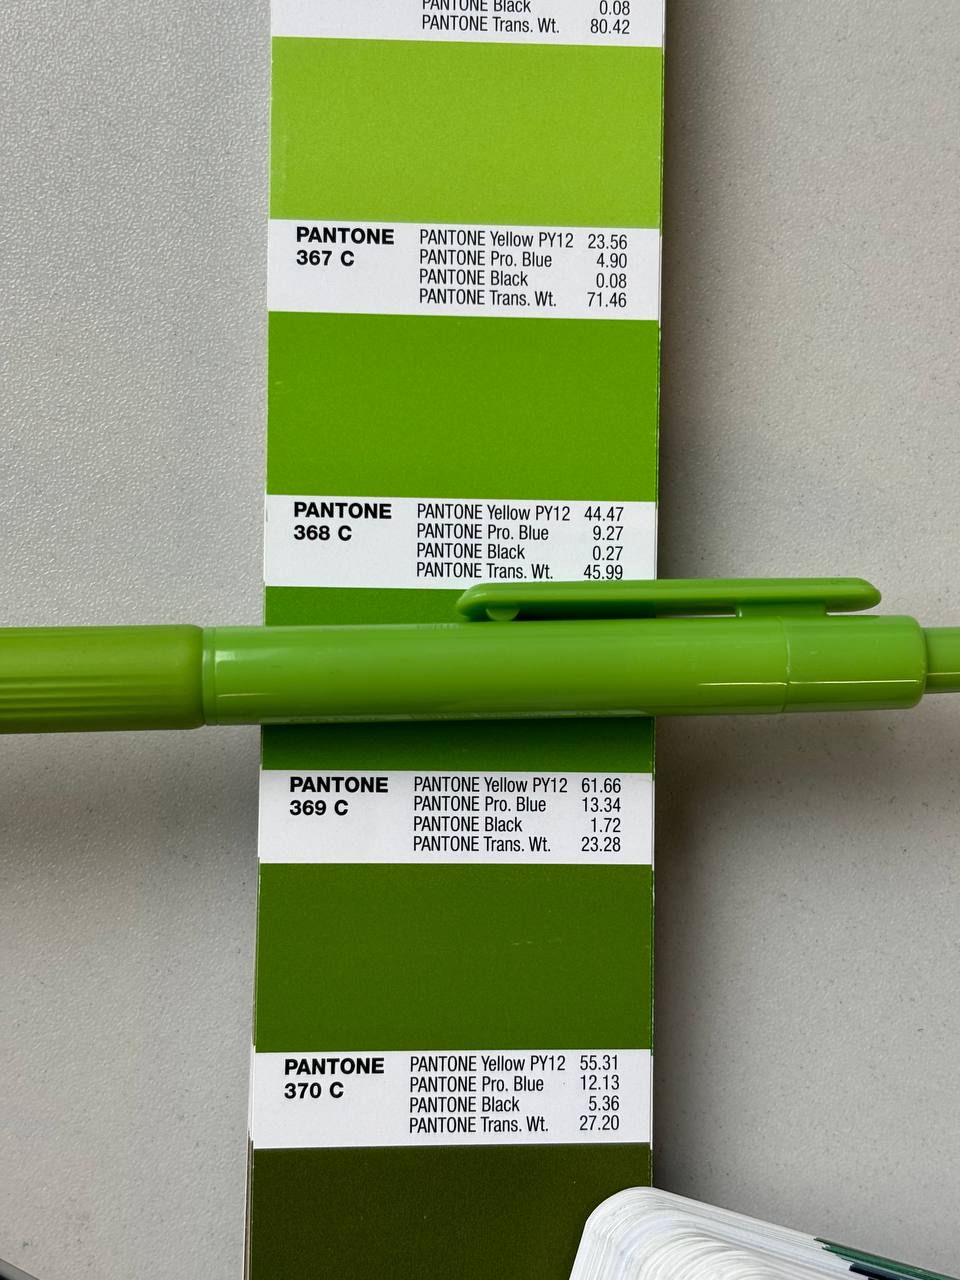 PANTONE Black 0.08
PANTONE Trans. Wt. 80.42
PANTONE
367 C
PANTONE Yellow PY12 23.56
PANTONE Pro. Blue 4.90
PANTONE Black 0.08
PANTONE Trans. Wt. 71.46
PANTONE
368 C
PANTONE Yellow PY12 44.47
PANTONE Pro. Blue 9.27
PANTONE Black 0.27
PANTONE Trans. Wt. 45.99
PANTONE
369 C
PANTONE Yellow PY12 61.66
PANTONE Pro. Blue 13.34
PANTONE Black 1.72
PANTONE Trans. Wt. 23.28
PANTONE
370 C
PANTONE Yellow PY12 55.31
PANTONE Pro. Blue 12.13
PANTONE Black 5.36
PANTONE Trans. Wt. 27.20